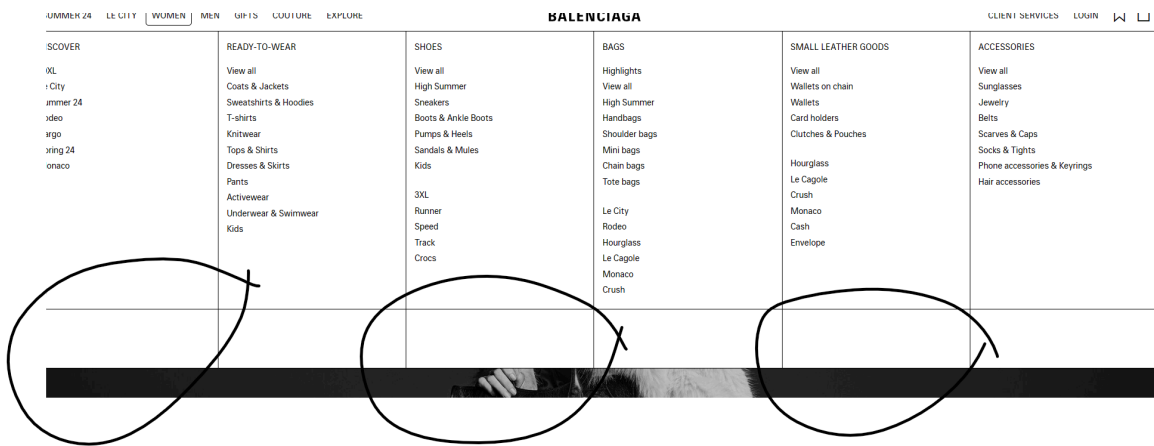 SUMMER 24 LE CITY WOMEN MEN GIFTS COUTURE EXPLORE BALENCIAGA CLIENT SERVICES LOGIN
ISCOVER
XL
e City
ummer 24
odeo
argo
pring 24
onaco
READY-TO-WEAR
View all
Coats & Jackets
Sweatshirts & Hoodies
T-shirts
Knitwear
Tops & Shirts
Dresses & Skirts
Pants
Activewear
Underwear & Swimwear
Kids
SHOES
View all
High Summer
Sneakers
Boots & Ankle Boots
Pumps & Heels
Sandals & Mules
Kids
3XL
Runner
Speed
Track
Crocs
BAGS
Highlights
View all
High Summer
Handbags
Shoulder bags
Mini bags
Chain bags
Tote bags
Le City
Rodeo
Hourglass
Le Cagole
Monaco
Crush
SMALL LEATHER GOODS
View all
Wallets on chain
Wallets
Card holders
Clutches & Pouches
Hourglass
Le Cagole
Crush
Monaco
Cash
Envelope
ACCESSORIES
View all
Sunglasses
Jewelry
Belts
Scarves & Caps
Socks & Tights
Phone accessories & Keyrings
Hair accessories